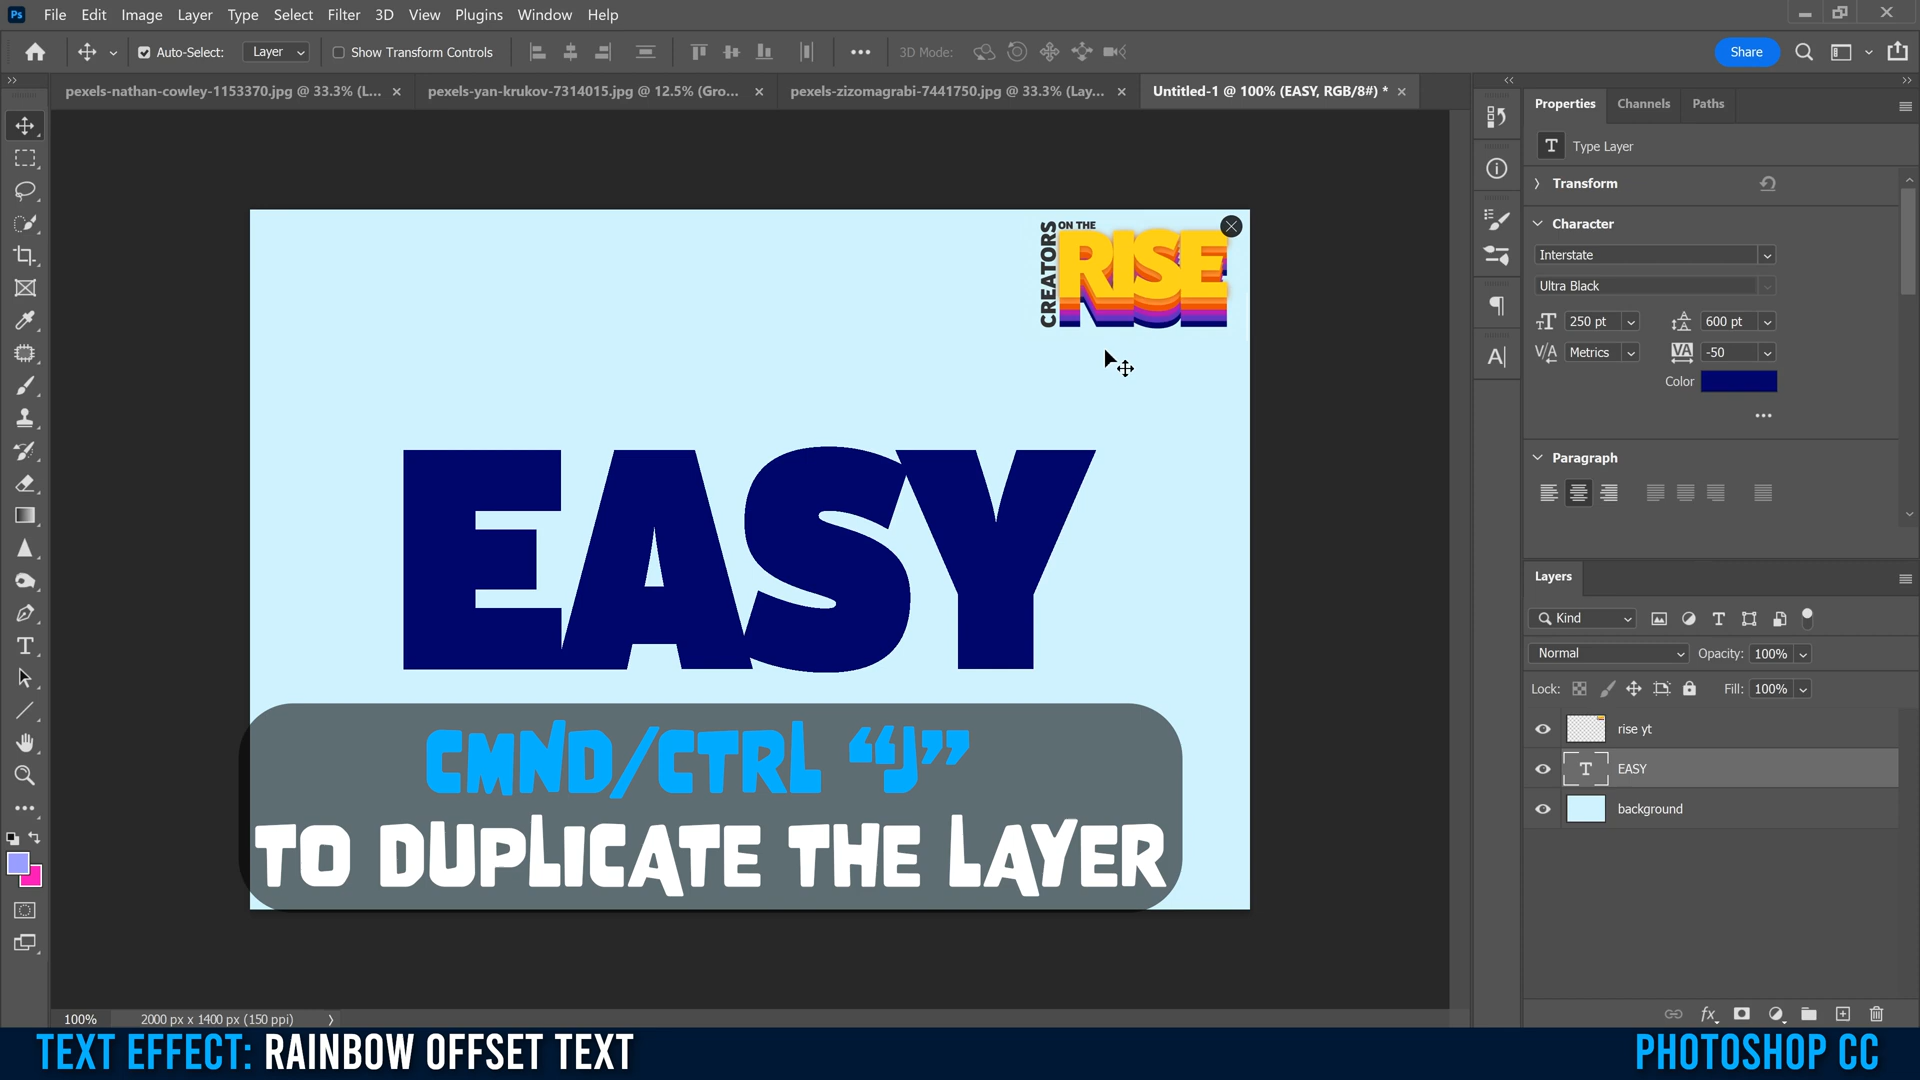 Ps File Edit Image Layer Type Select Filter 3D View Plugins Window Help
Auto-Select: Layer Show Transform Controls 3D Mode: Share
pexels-nathan-cowley-1153370.jpg @ 33.3% (L... pexels-yan-krukov-7314015.jpg @ 12.5% (Gro... pexels-zizomagrabi-7441750.jpg @ 33.3% (Lay... Untitled-1 @ 100% (EASY, RGB/8#) *
Properties Channels Paths
T Type Layer
Transform
Character
Interstate
Ultra Black
250 pt 600 pt
Metrics -50
Color
Paragraph
CREATORS
ON THE
RISE
EASY
CMND/CTRL “J”
TO DUPLICATE THE LAYER
Layers
Kind
Normal Opacity: 100%
Lock: Fill: 100%
rise yt
T EASY
background
100% 2000 px x 1400 px (150 ppi)
TEXT EFFECT: RAINBOW OFFSET TEXT
PHOTOSHOP CC